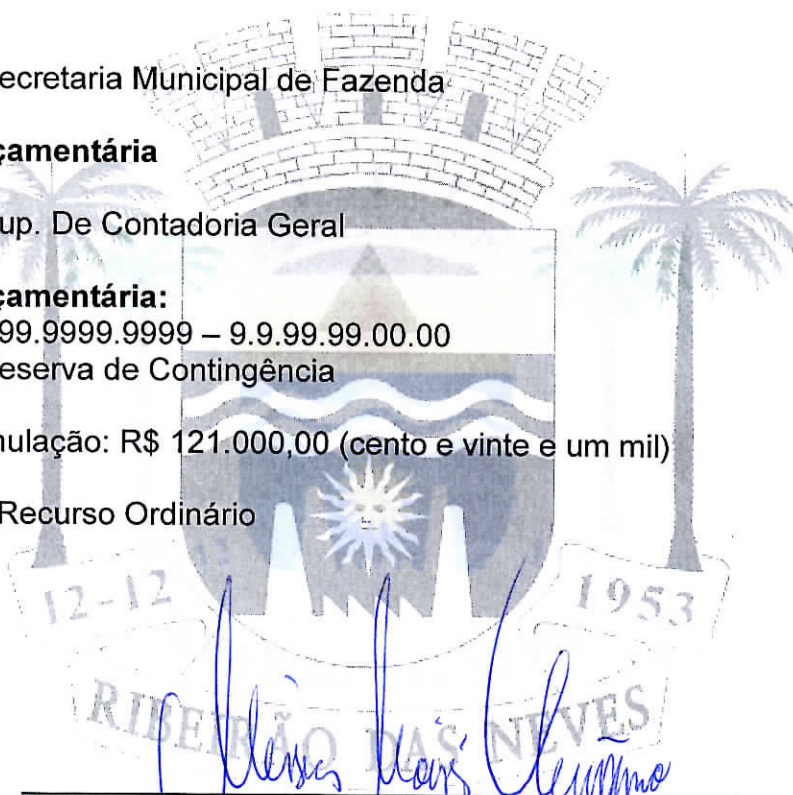 ecretaria Municipal de Fazenda
çamentária
up. De Contadoria Geral
çamentária:
99.9999.9999 – 9.9.99.99.00.00
eserva de Contingência
nulação: R$ 121.000,00 (cento e vinte e um mil)
Recurso Ordinário
12-12 1953
RIBEIRÃO DAS NEVES